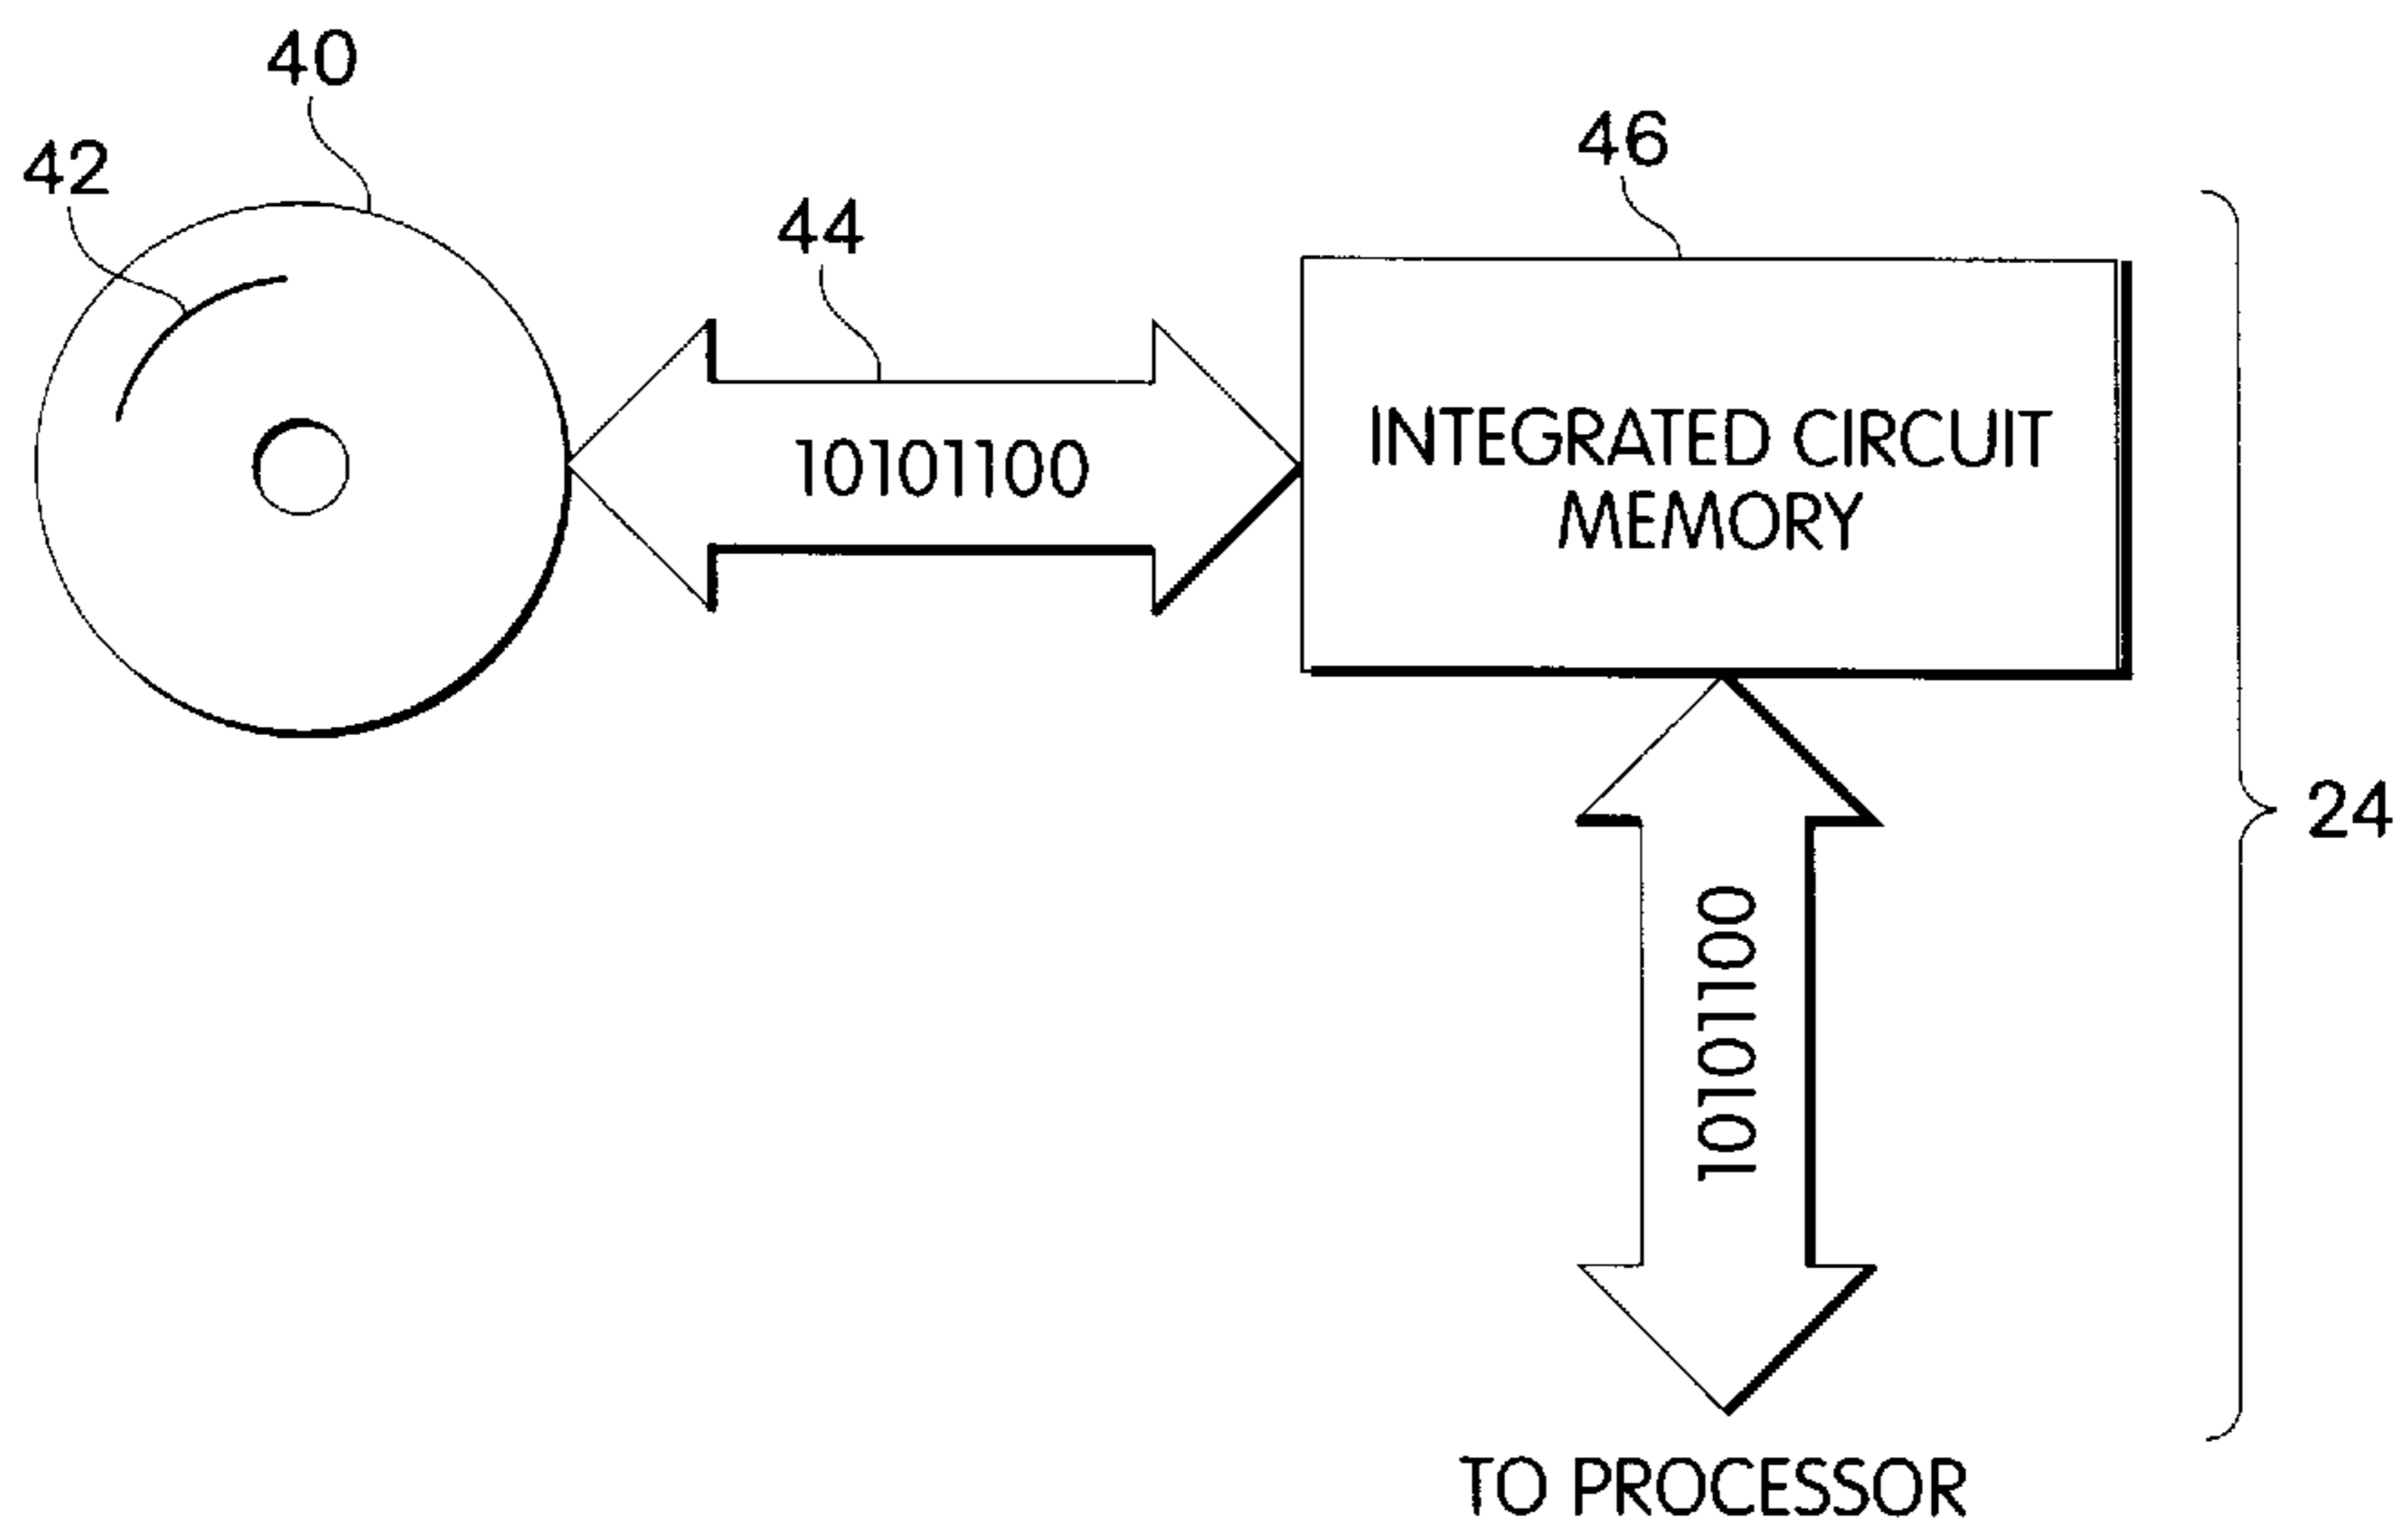 40
42
44
46
10101100
INTEGRATED CIRCUIT
MEMORY
24
10101100
TO PROCESSOR